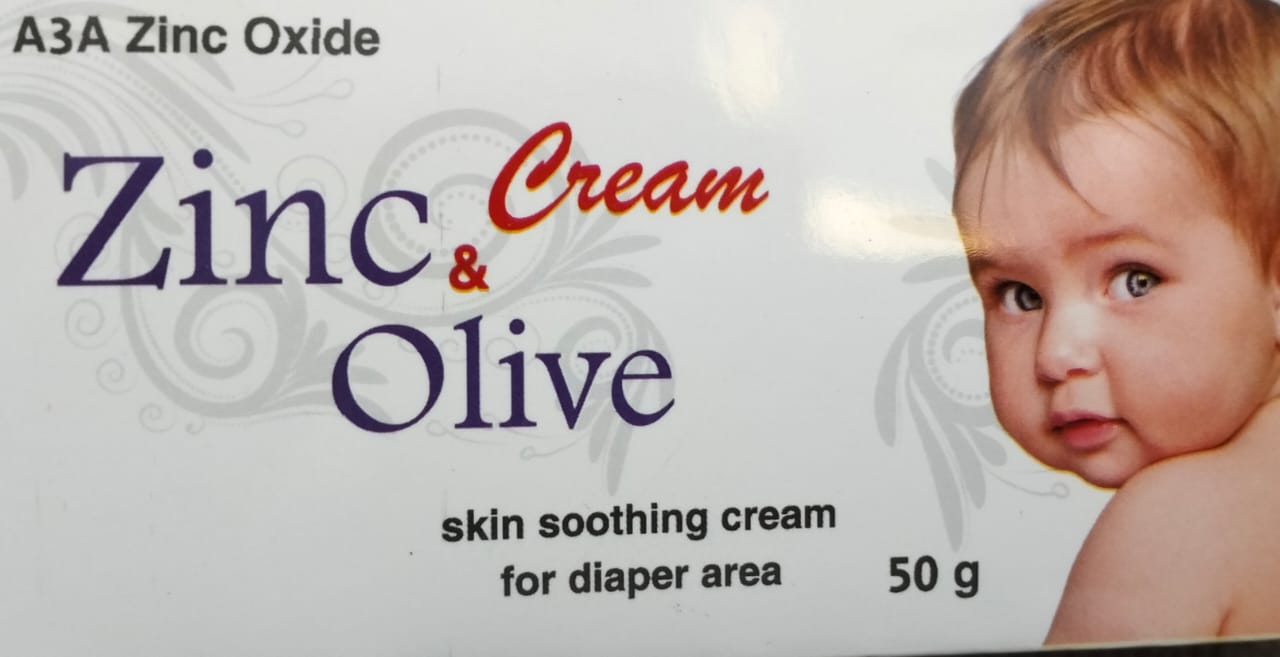 A3A Zinc Oxide
Zinc & Cream
Olive
skin soothing cream
for diaper area
50 g